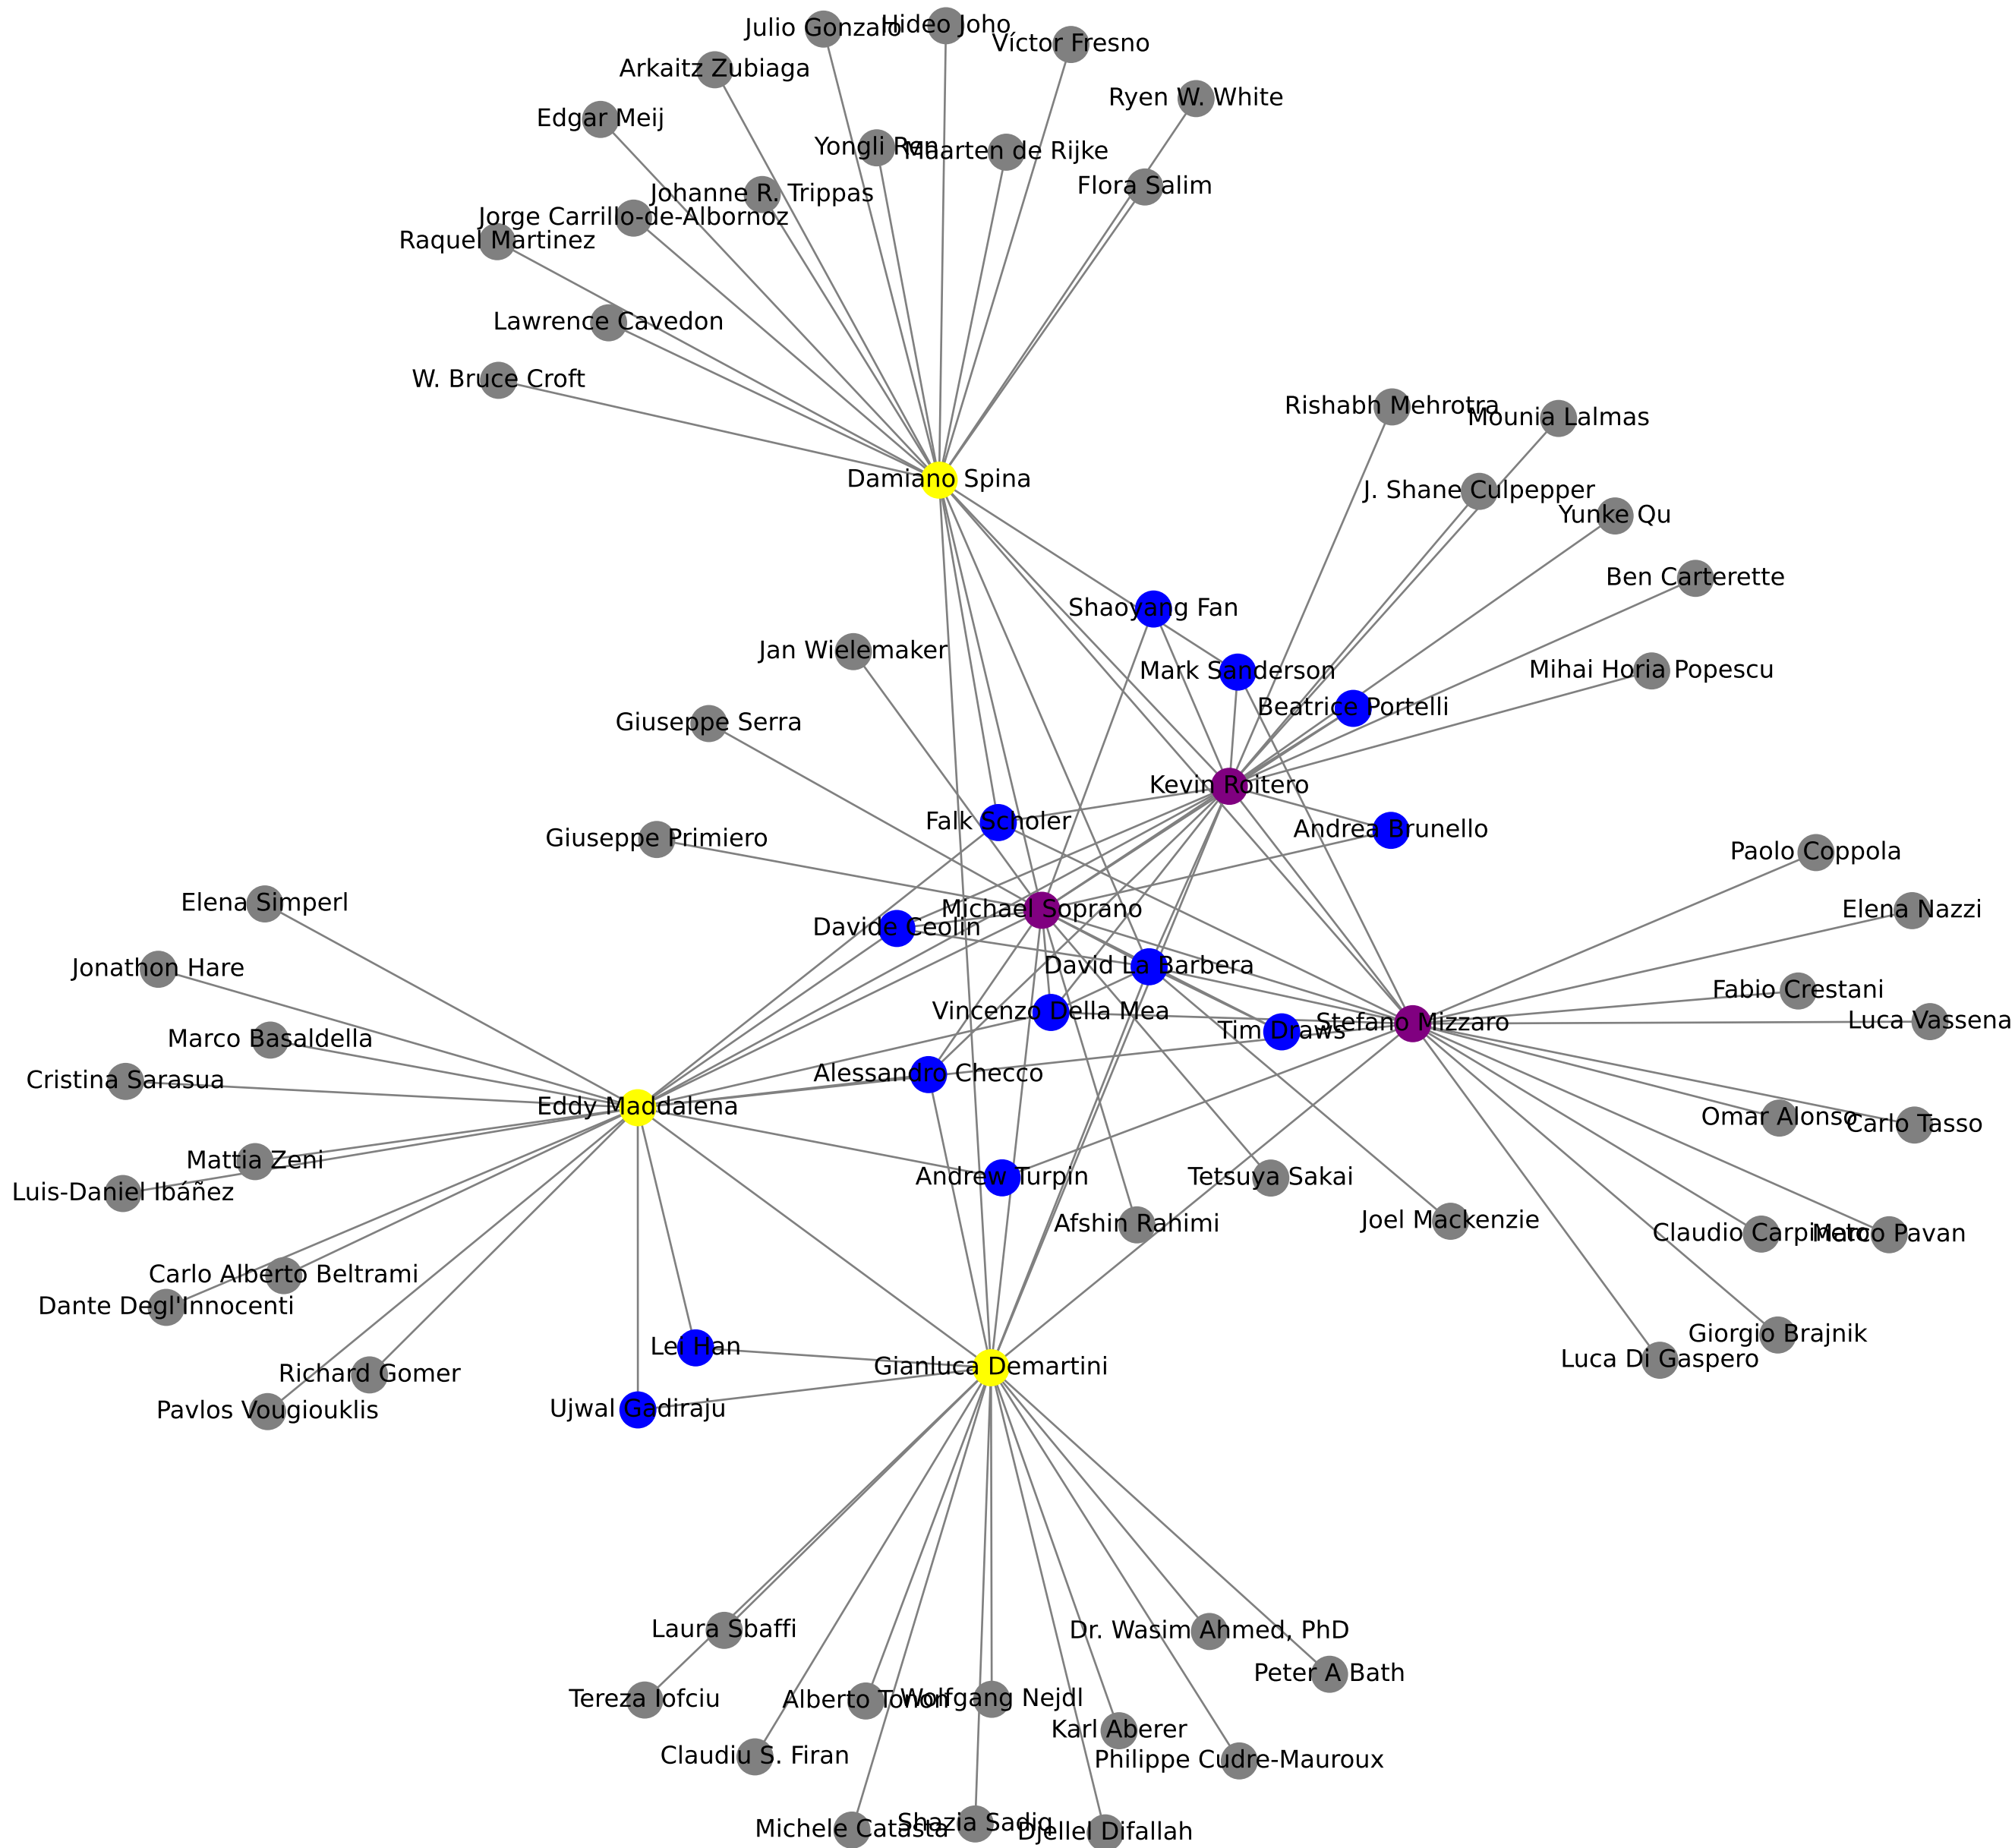 Julio Gonzalo
Hideo Joho
Víctor Fresno
Arkaitz Zubiaga
Ryen W. White
Edgar Meij
Yongli Ren
Maarten de Rijke
Flora Salim
Johanne R. Trippas
Jorge Carrillo-de-Albornoz
Raquel Martinez
Lawrence Cavedon
W. Bruce Croft
Rishabh Mehrotra
Mounia Lalmas
Damiano Spina
J. Shane Culpepper
Yunke Qu
Ben Carterette
Shaoyang Fan
Jan Wielemaker
Mark Sanderson
Mihai Horia Popescu
Beatrice Portelli
Giuseppe Serra
Kevin Roitero
Falk Scholer
Andrea Brunello
Giuseppe Primiero
Paolo Coppola
Elena Simperl
Michael Soprano
Elena Nazzi
Davide Ceolin
Jonathon Hare
David La Barbera
Fabio Crestani
Vincenzo Della Mea
Luca Vassena
Stefano Mizzaro
Tim Draws
Marco Basaldella
Alessandro Checco
Cristina Sarasua
Eddy Maddalena
Omar Alonso
Carlo Tasso
Mattia Zeni
Andrew Turpin
Tetsuya Sakai
Luis-Daniel Ibáñez
Afshin Rahimi
Joel Mackenzie
Claudio Carpineto
Marco Pavan
Carlo Alberto Beltrami
Dante Degl'Innocenti
Giorgio Brajnik
Lei Han
Luca Di Gaspero
Gianluca Demartini
Richard Gomer
Pavlos Vougiouklis
Ujwal Gadiraju
Laura Sbaffi
Dr. Wasim Ahmed, PhD
Peter A Bath
Tereza Iofciu
Alberto Tonon
Wolfgang Nejdl
Karl Aberer
Claudiu S. Firan
Philippe Cudre-Mauroux
Michele Catasta
Shazia Sadiq
Djellel Difallah